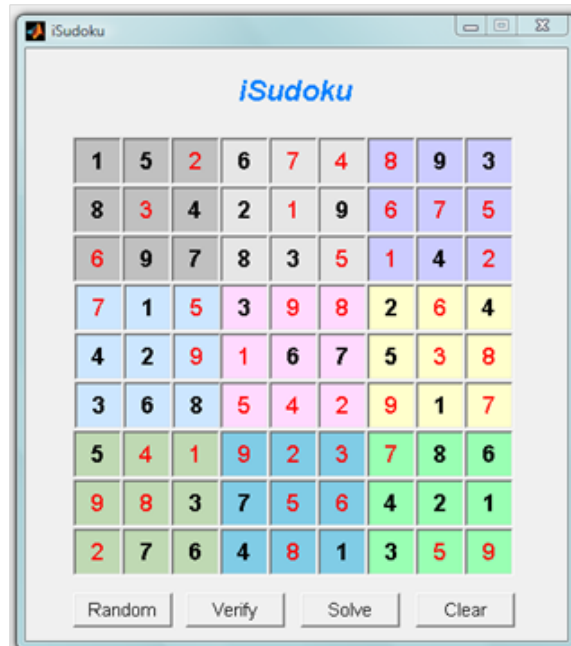 iSudoku
iSudoku
1 5 2 6 7 4 8 9 3
8 3 4 2 1 9 6 7 5
6 9 7 8 3 5 1 4 2
7 1 5 3 9 8 2 6 4
4 2 9 1 6 7 5 3 8
3 6 8 5 4 2 9 1 7
5 4 1 9 2 3 7 8 6
9 8 3 7 5 6 4 2 1
2 7 6 4 8 1 3 5 9
Random Verify Solve Clear